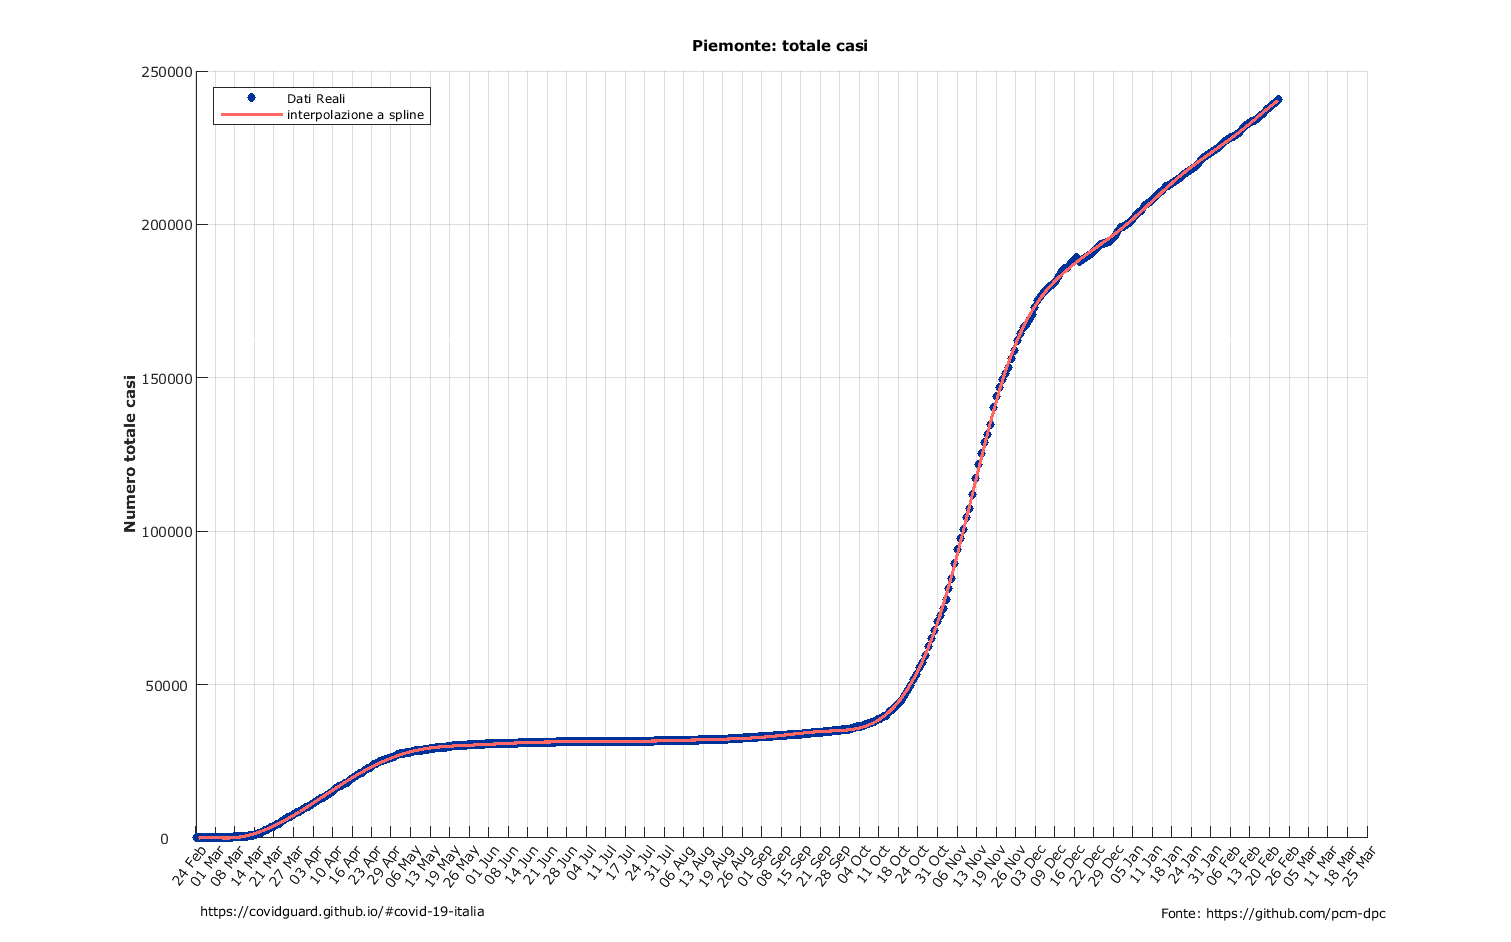 Piemonte: totale casi
250000
200000
150000
100000
50000
0
Numero totale casi
Dati Reali
interpolazione a spline
24 Feb
01 Mar
08 Mar
14 Mar
21 Mar
27 Mar
03 Apr
10 Apr
16 Apr
23 Apr
29 Apr
06 May
13 May
19 May
26 May
01 Jun
08 Jun
14 Jun
21 Jun
28 Jun
04 Jul
11 Jul
17 Jul
24 Jul
31 Jul
06 Aug
13 Aug
19 Aug
26 Aug
01 Sep
08 Sep
15 Sep
21 Sep
28 Sep
04 Oct
11 Oct
18 Oct
24 Oct
31 Oct
06 Nov
13 Nov
19 Nov
26 Nov
03 Dec
09 Dec
16 Dec
22 Dec
29 Dec
05 Jan
11 Jan
18 Jan
24 Jan
31 Jan
06 Feb
13 Feb
20 Feb
26 Feb
05 Mar
11 Mar
18 Mar
25 Mar
https://covidguard.github.io/#covid-19-italia
Fonte: https://github.com/pcm-dpc